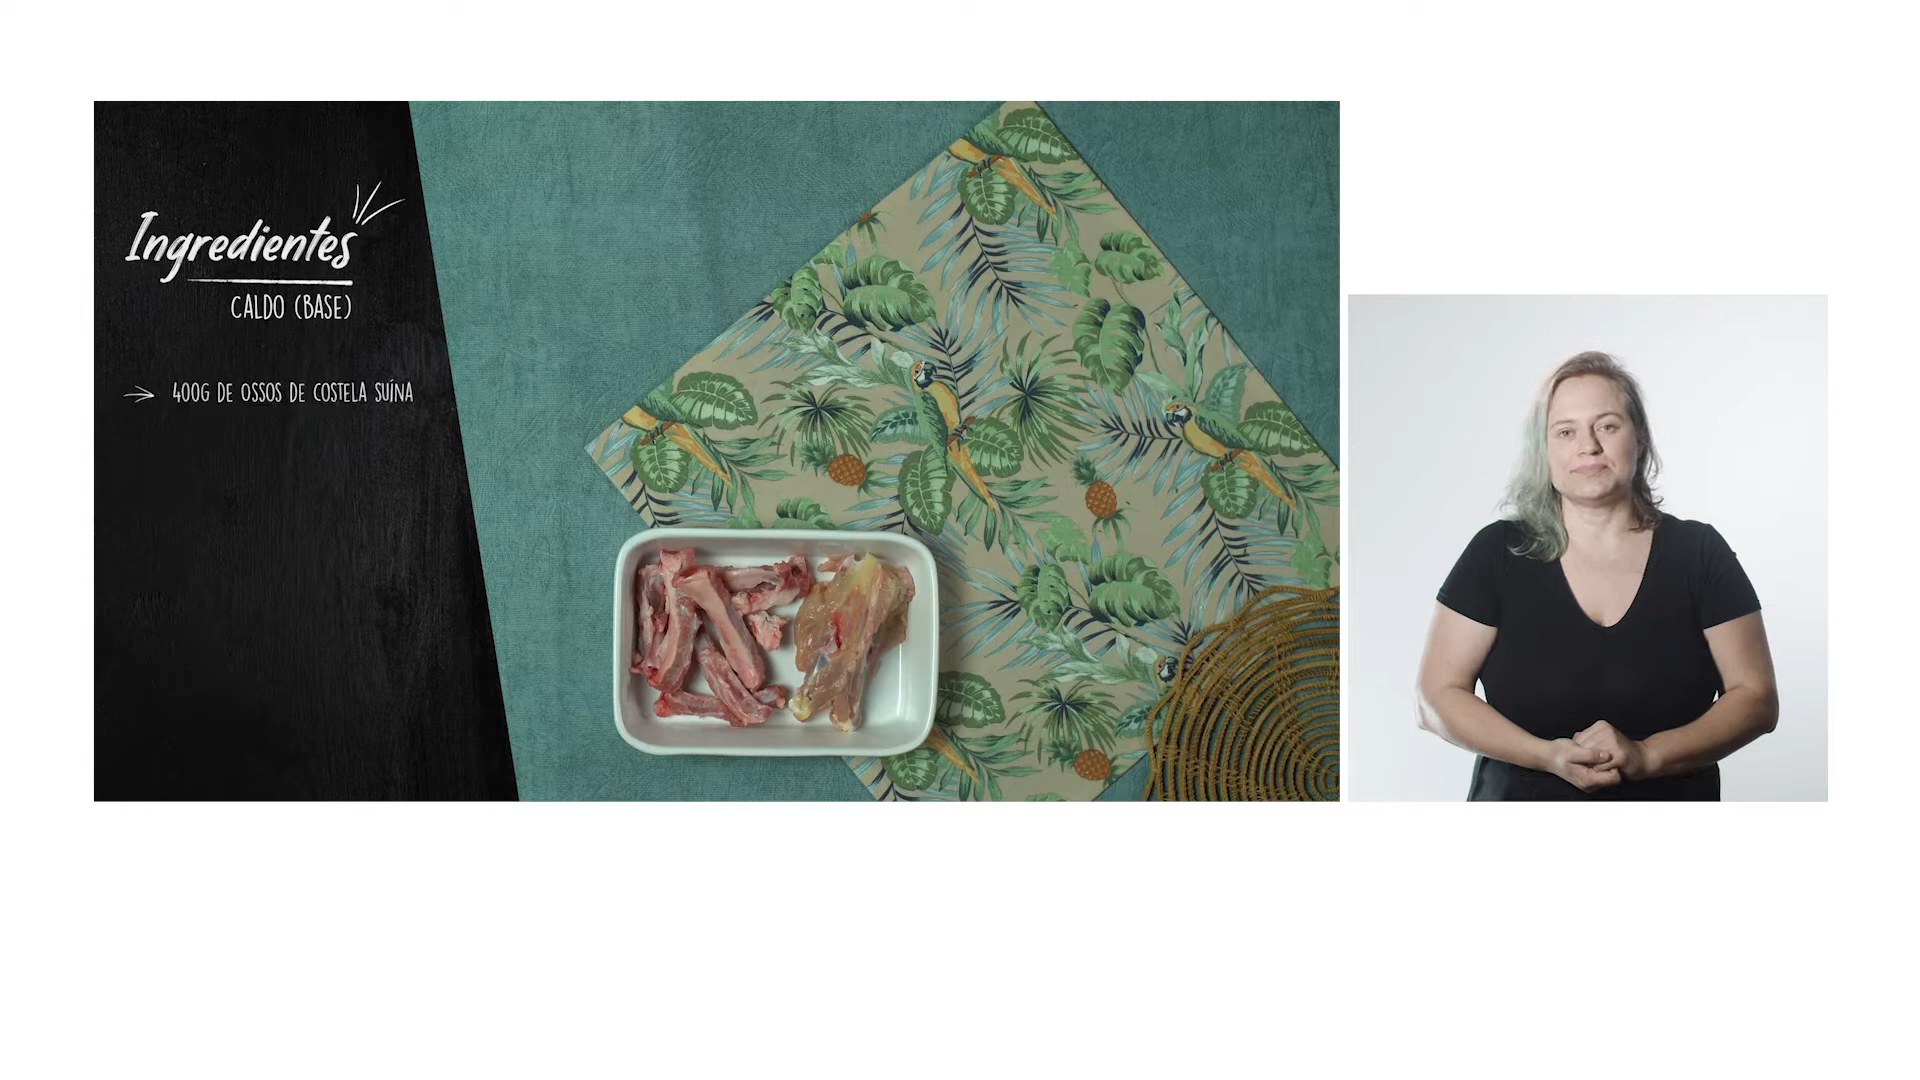 Ingredientes
CALDO (BASE)
400G DE OSSOS DE COSTELA SUÍNA